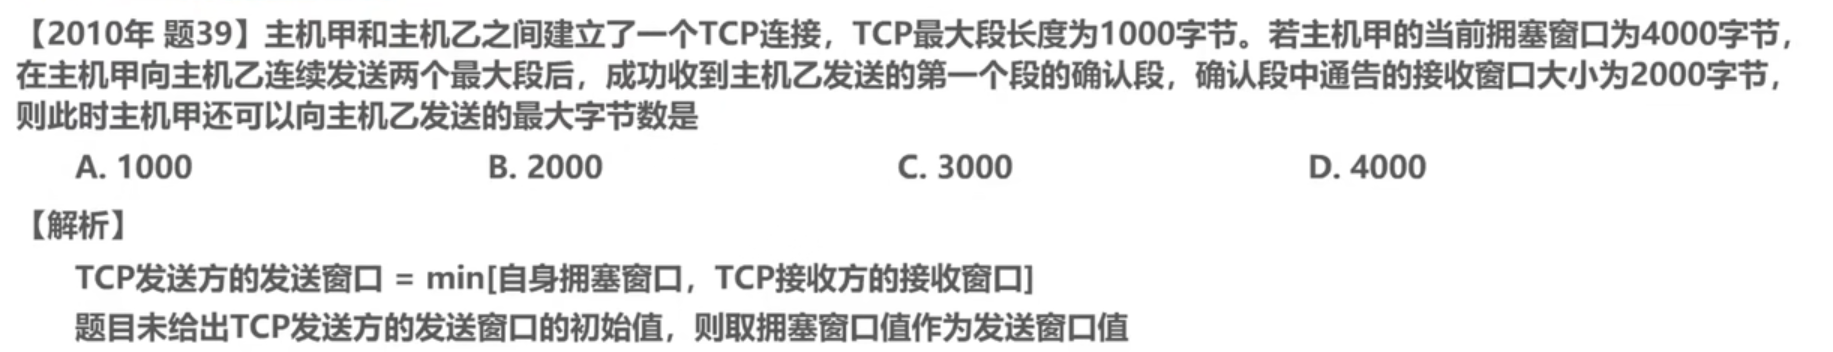 【2010年 题39】主机甲和主机乙之间建立了一个TCP连接，TCP最大段长度为1000字节。若主机甲的当前拥塞窗口为4000字节，
在主机甲向主机乙连续发送两个最大段后，成功收到主机乙发送的第一个段的确认段，确认段中通告的接收窗口大小为2000字节，
则此时主机甲还可以向主机乙发送的最大字节数是
A. 1000 B. 2000 C. 3000 D. 4000
【解析】
TCP发送方的发送窗口 = min[自身拥塞窗口，TCP接收方的接收窗口]
题目未给出TCP发送方的发送窗口的初始值，则取拥塞窗口值作为发送窗口值